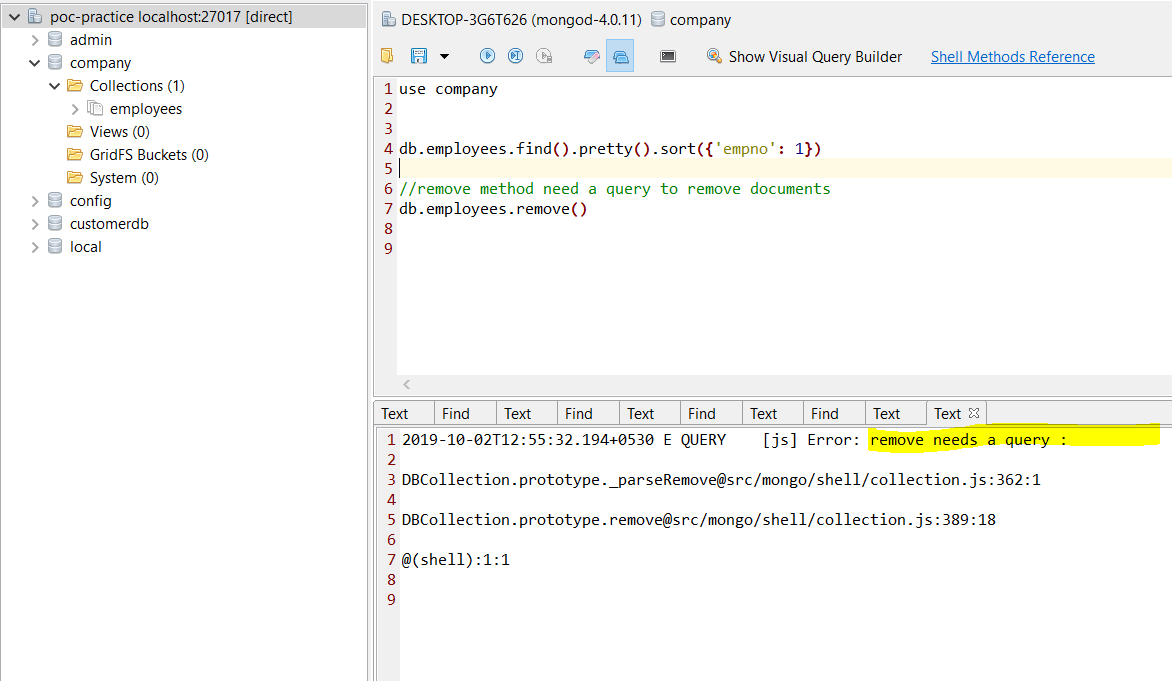 poc-practice localhost:27017 [direct]
admin
company
Collections (1)
employees
Views (0)
GridFS Buckets (0)
System (0)
config
customerdb
local
DESKTOP-3G6T626 (mongod-4.0.11) company
Show Visual Query Builder Shell Methods Reference
1 use company
2
3
4 db.employees.find().pretty().sort({'empno': 1})
5
6 //remove method need a query to remove documents
7 db.employees.remove()
8
9
Text Find Text Find Text Find Text Find Text Text
1 2019-10-02T12:55:32.194+0530 E QUERY    [js] Error: remove needs a query :
2
3 DBCollection.prototype._parseRemove@src/mongo/shell/collection.js:362:1
4
5 DBCollection.prototype.remove@src/mongo/shell/collection.js:389:18
6
7 @(shell):1:1
8
9